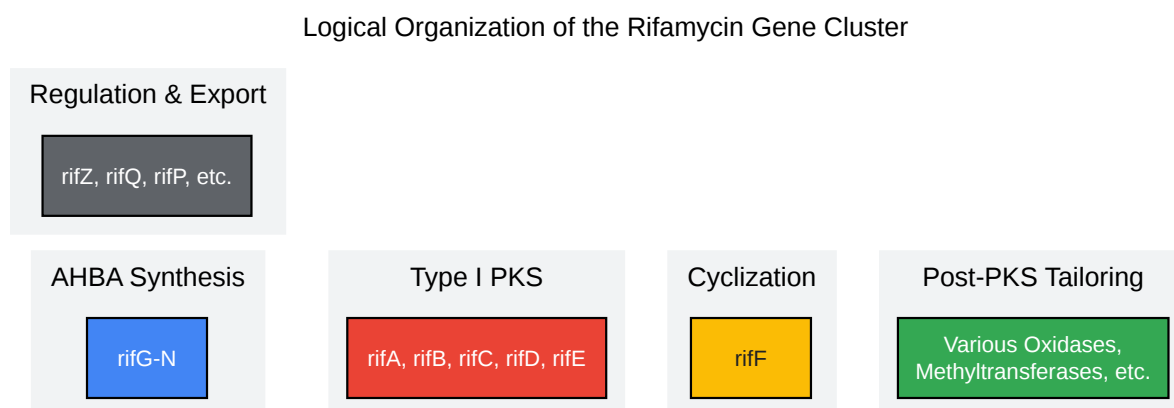 Logical Organization of the Rifamycin Gene Cluster
Regulation & Export
rifZ, rifQ, rifP, etc.
AHBA Synthesis
rifG-N
Type I PKS
rifA, rifB, rifC, rifD, rifE
Cyclization
rifF
Post-PKS Tailoring
Various Oxidases,
Methyltransferases, etc.